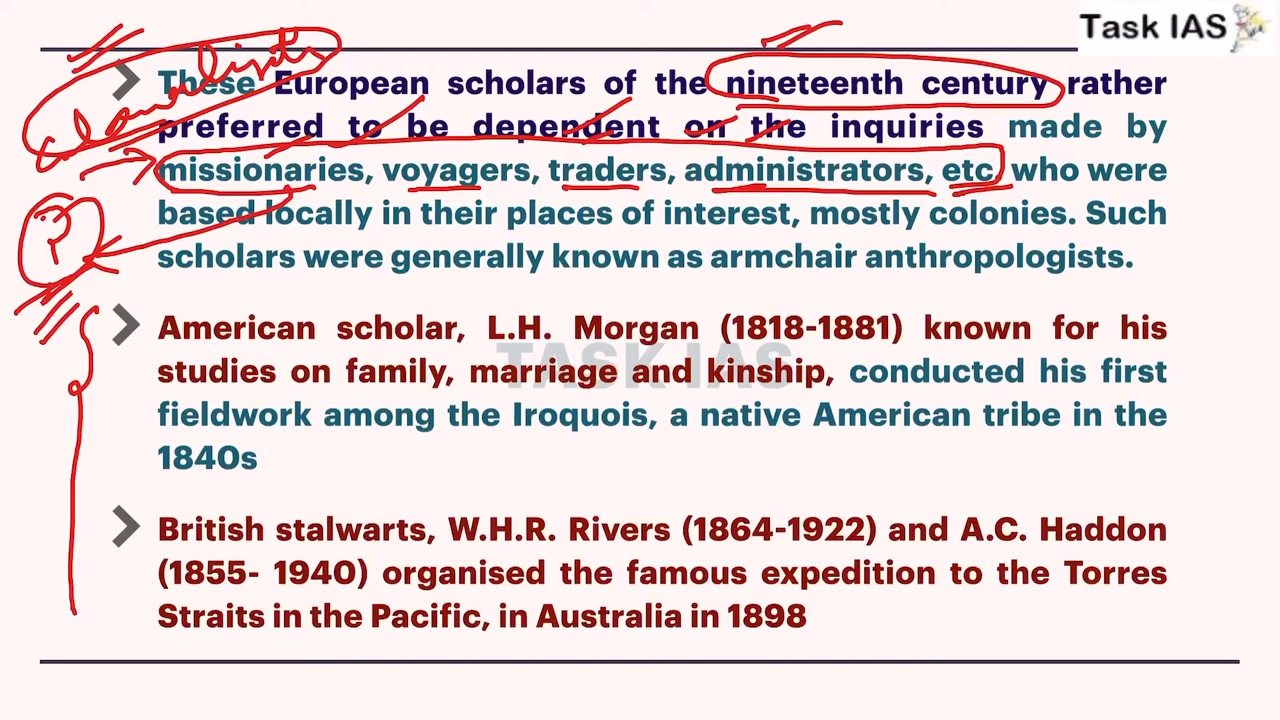 Task IAS
These European scholars of the nineteenth century rather
preferred to be dependent on the inquiries made by
missionaries, voyagers, traders, administrators, etc, who were
based locally in their places of interest, mostly colonies. Such
scholars were generally known as armchair anthropologists.
American scholar, L.H. Morgan (1818-1881) known for his
studies on family, marriage and kinship, conducted his first
fieldwork among the Iroquois, a native American tribe in the
1840s
British stalwarts, W.H.R. Rivers (1864-1922) and A.C. Haddon
(1855- 1940) organised the famous expedition to the Torres
Straits in the Pacific, in Australia in 1898
TASK IAS